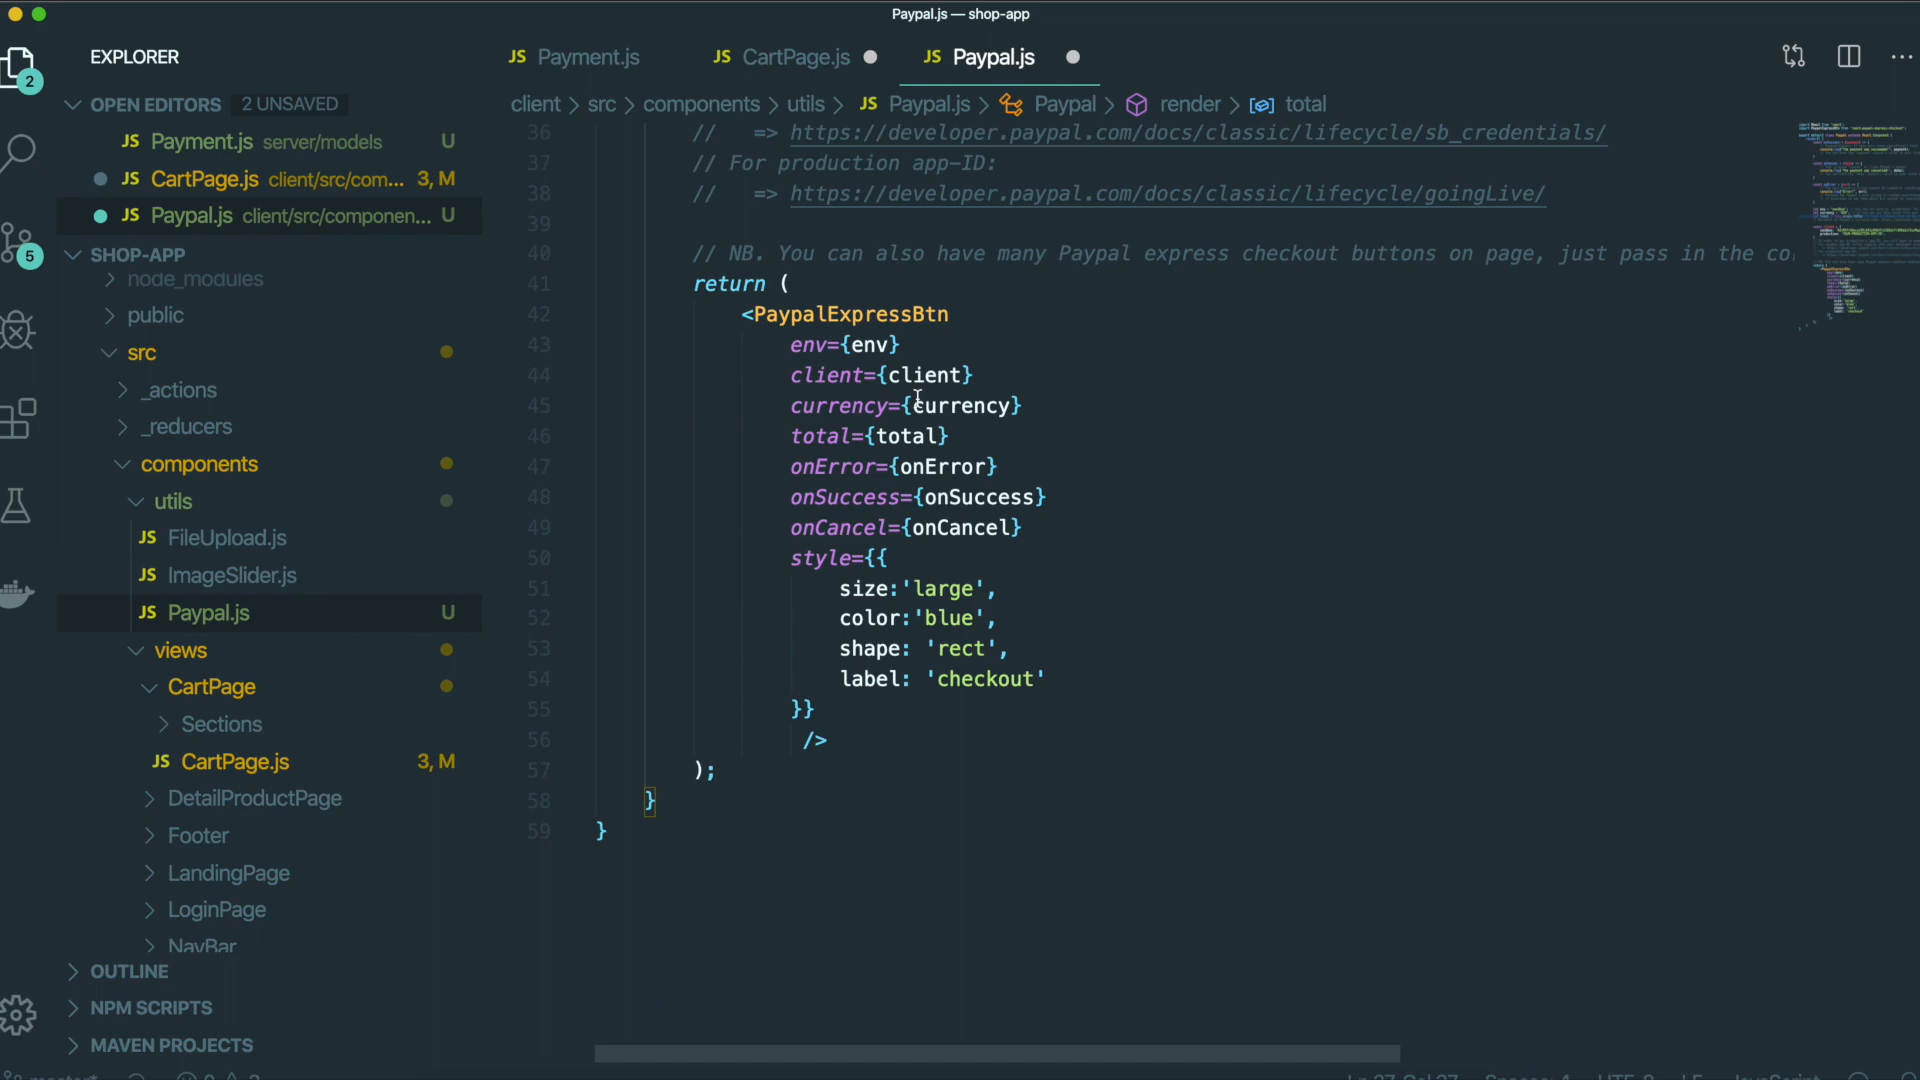 Paypal.js — shop-app
EXPLORER
JS Payment.js
JS CartPage.js
JS Paypal.js
2
OPEN EDITORS 2 UNSAVED
JS Payment.js server/models U
JS CartPage.js client/src/com... 3, M
JS Paypal.js client/src/componen... U
5
SHOP-APP
node_modules
public
src
_actions
_reducers
components
utils
JS FileUpload.js
JS ImageSlider.js
JS Paypal.js U
views
CartPage
Sections
JS CartPage.js 3, M
DetailProductPage
Footer
LandingPage
LoginPage
NavBar
OUTLINE
NPM SCRIPTS
MAVEN PROJECTS
client > src > components > utils > JS Paypal.js > Paypal > render > total
36 //   => https://developer.paypal.com/docs/classic/lifecycle/sb_credentials/
37 // For production app-ID:
38 //   => https://developer.paypal.com/docs/classic/lifecycle/goingLive/
39
40 // NB. You can also have many Paypal express checkout buttons on page, just pass in the co
41 return (
42 <PaypalExpressBtn
43 env={env}
44 client={client}
45 currency={currency}
46 total={total}
47 onError={onError}
48 onSuccess={onSuccess}
49 onCancel={onCancel}
50 style={{
51 size:'large',
52 color:'blue',
53 shape: 'rect',
54 label: 'checkout'
55 }}
56 />
57 );
58 }
59 }